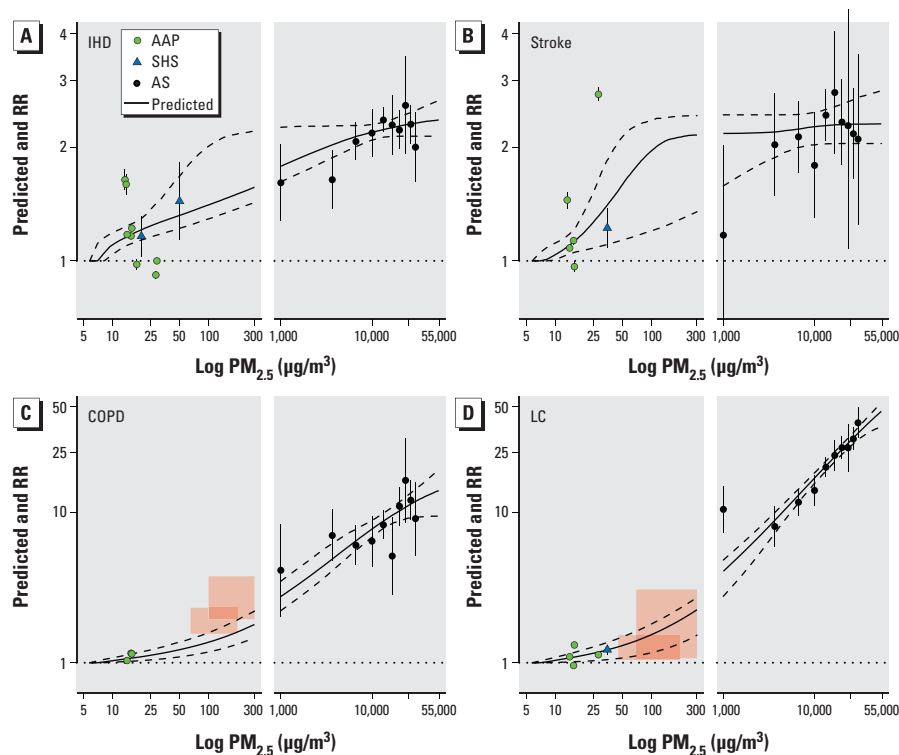 A
IHD
AAP
SHS
AS
Predicted
Predicted and RR
4
3
2
1
5 10 25 50 100 300 1,000 10,000 55,000
Log PM2.5 (µg/m3)
B
Stroke
Predicted and RR
4
3
2
1
5 10 25 50 100 300 1,000 10,000 55,000
Log PM2.5 (µg/m3)
C
COPD
Predicted and RR
50
25
10
1
5 10 25 50 100 300 1,000 10,000 55,000
Log PM2.5 (µg/m3)
D
LC
Predicted and RR
50
25
10
1
5 10 25 50 100 300 1,000 10,000 55,000
Log PM2.5 (µg/m3)